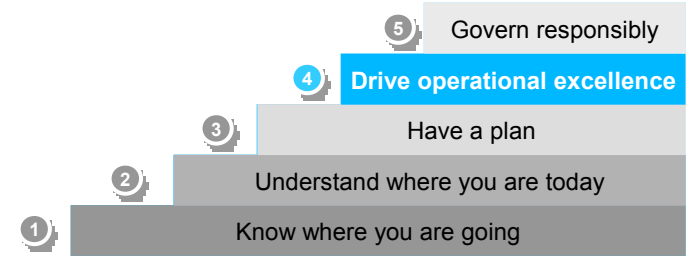 5 Govern responsibly
4 Drive operational excellence
3 Have a plan
2 Understand where you are today
1 Know where you are going